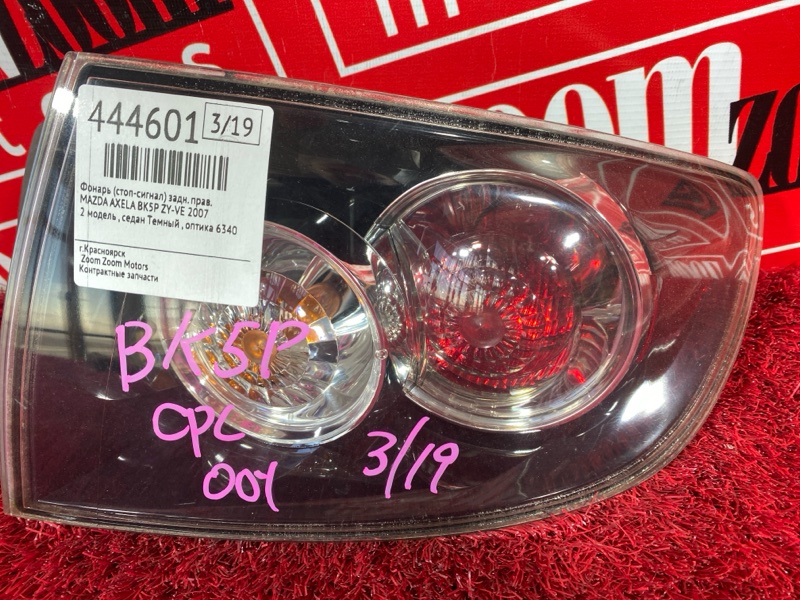 444601 3/19
Фонарь (стоп-сигнал) задн. прав.
MAZDA AXELA BK5P ZY-VE 2007
2 модель , седан Темный , оптика 6340
г.Красноярск
Zoom Zoom Motors
Контрактные запчасти
BK5P
CPC
001
3/19